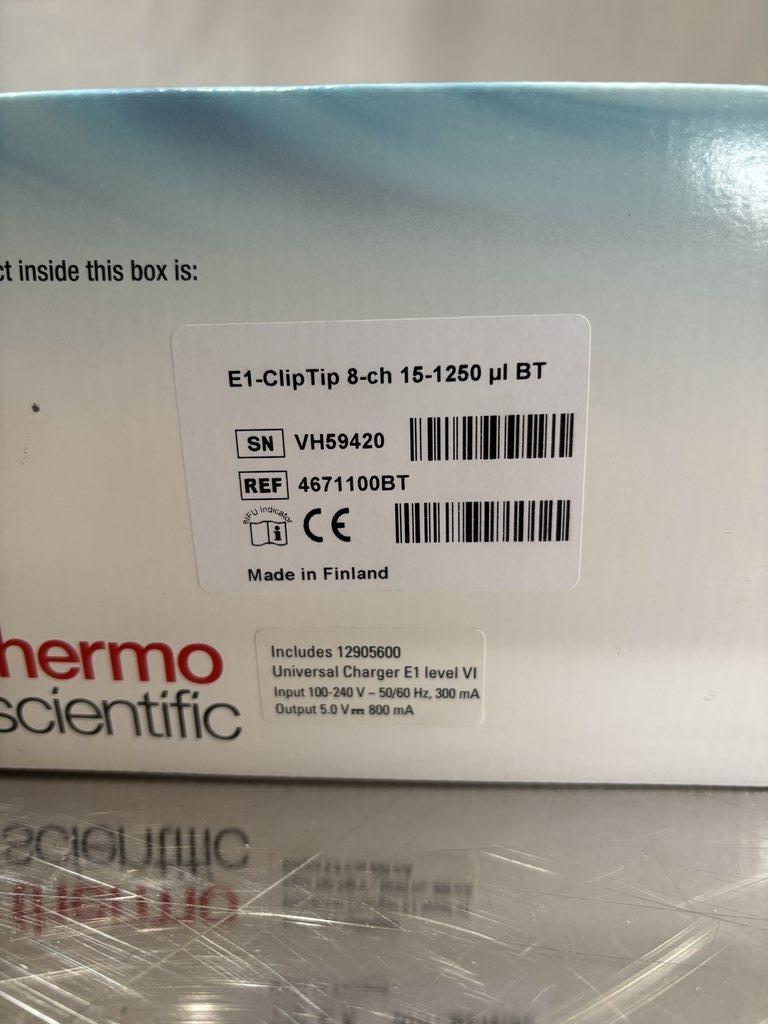 inside this box is:
E1-ClipTip 8-ch 15-1250 µl BT
SN VH59420
REF 4671100BT
eIFU indicator
CE
Made in Finland
hermo
scientific
Includes 12905600
Universal Charger E1 level VI
Input 100-240 V ~ 50/60 Hz, 300 mA
Output 5.0 V⎓ 800 mA